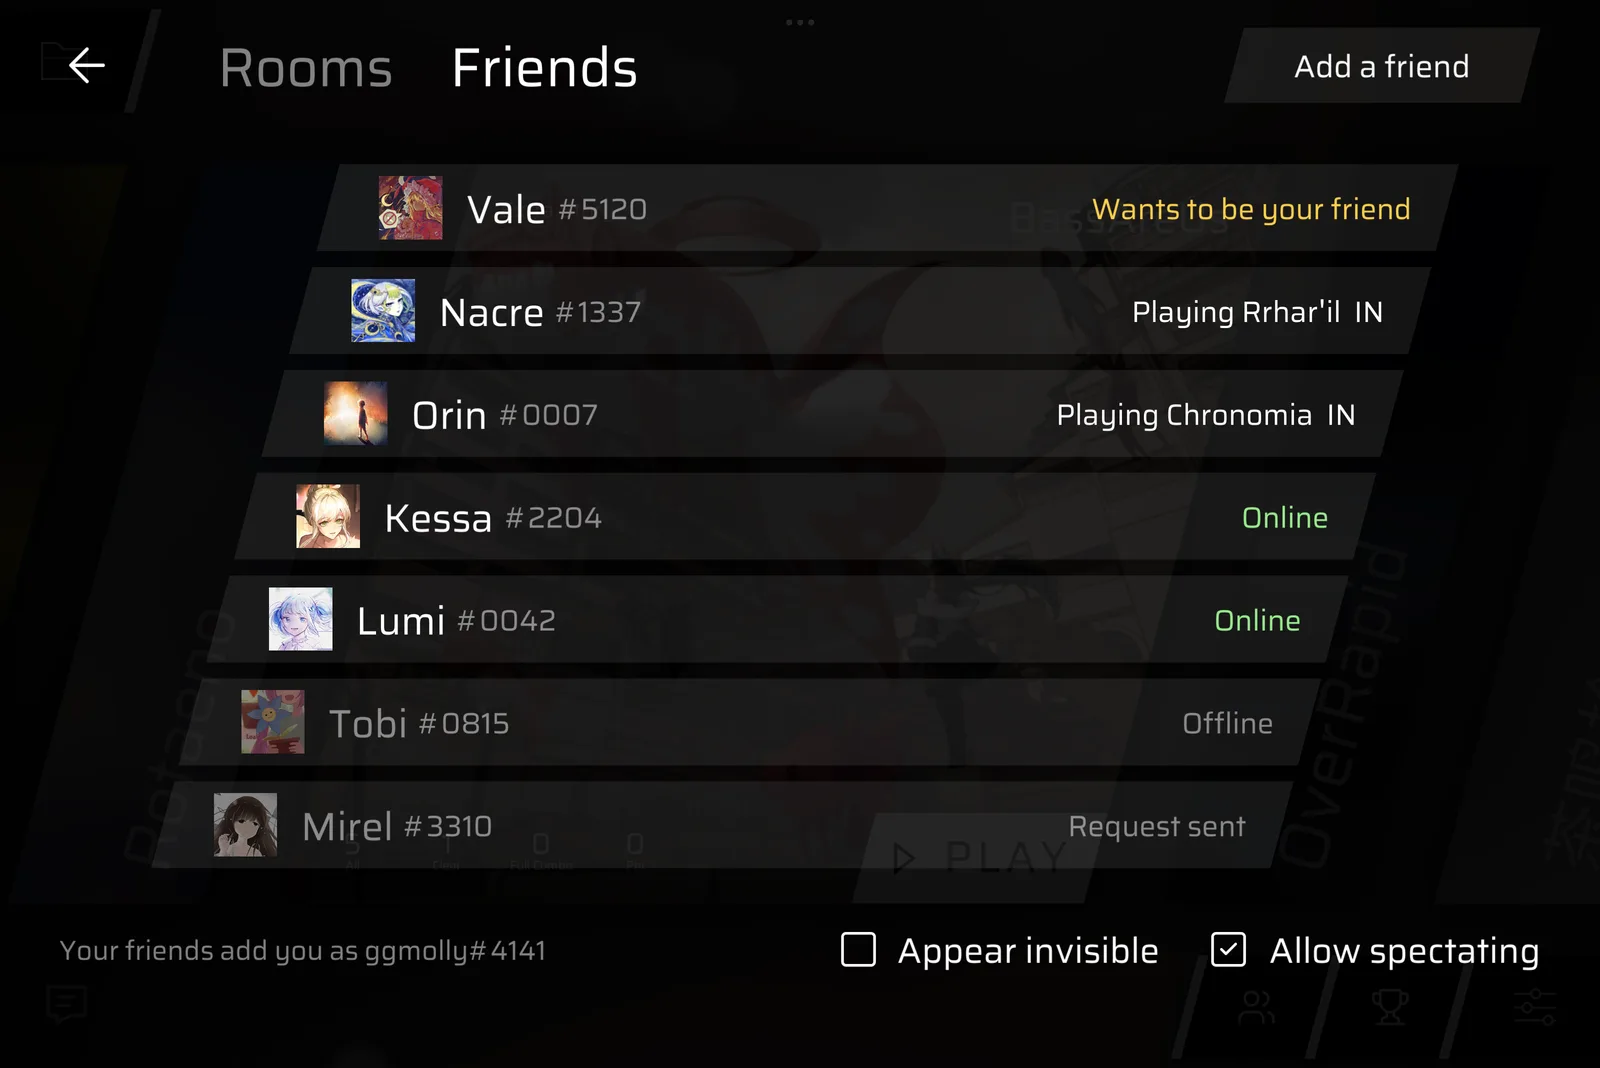 Rooms Friends Add a friend
Vale #5120 Wants to be your friend
Nacre #1337 Playing Rrhar'il IN
Orin #0007 Playing Chronomia IN
Kessa #2204 Online
Lumi #0042 Online
Tobi #0815 Offline
Mirel #3310 Request sent
PLAY
OverRapid
Rotaeno
Your friends add you as ggmolly#4141
Appear invisible Allow spectating